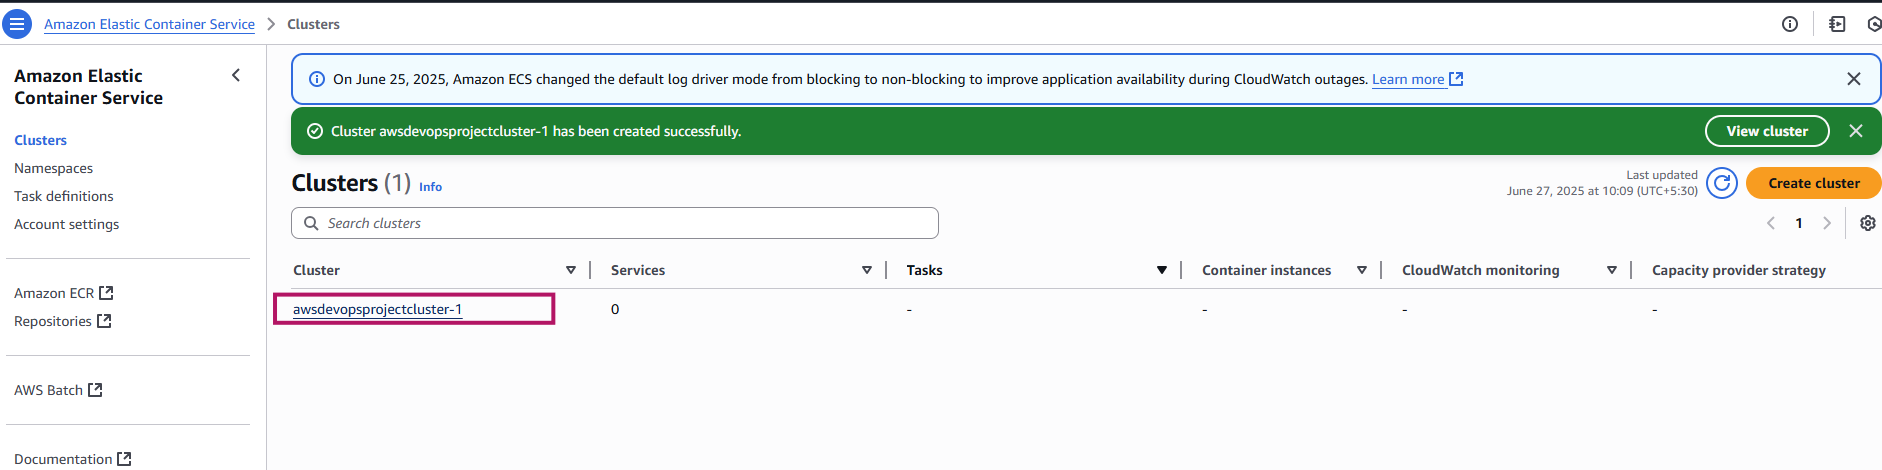 Amazon Elastic Container Service > Clusters
Amazon Elastic
Container Service
Clusters
Namespaces
Task definitions
Account settings
Amazon ECR
Repositories
AWS Batch
Documentation
On June 25, 2025, Amazon ECS changed the default log driver mode from blocking to non-blocking to improve application availability during CloudWatch outages. Learn more
Cluster awsdevopsprojectcluster-1 has been created successfully.
View cluster
Clusters (1) Info
Last updated
June 27, 2025 at 10:09 (UTC+5:30)
Create cluster
Search clusters
1
Cluster Services Tasks Container instances CloudWatch monitoring Capacity provider strategy
awsdevopsprojectcluster-1 0 - - - -